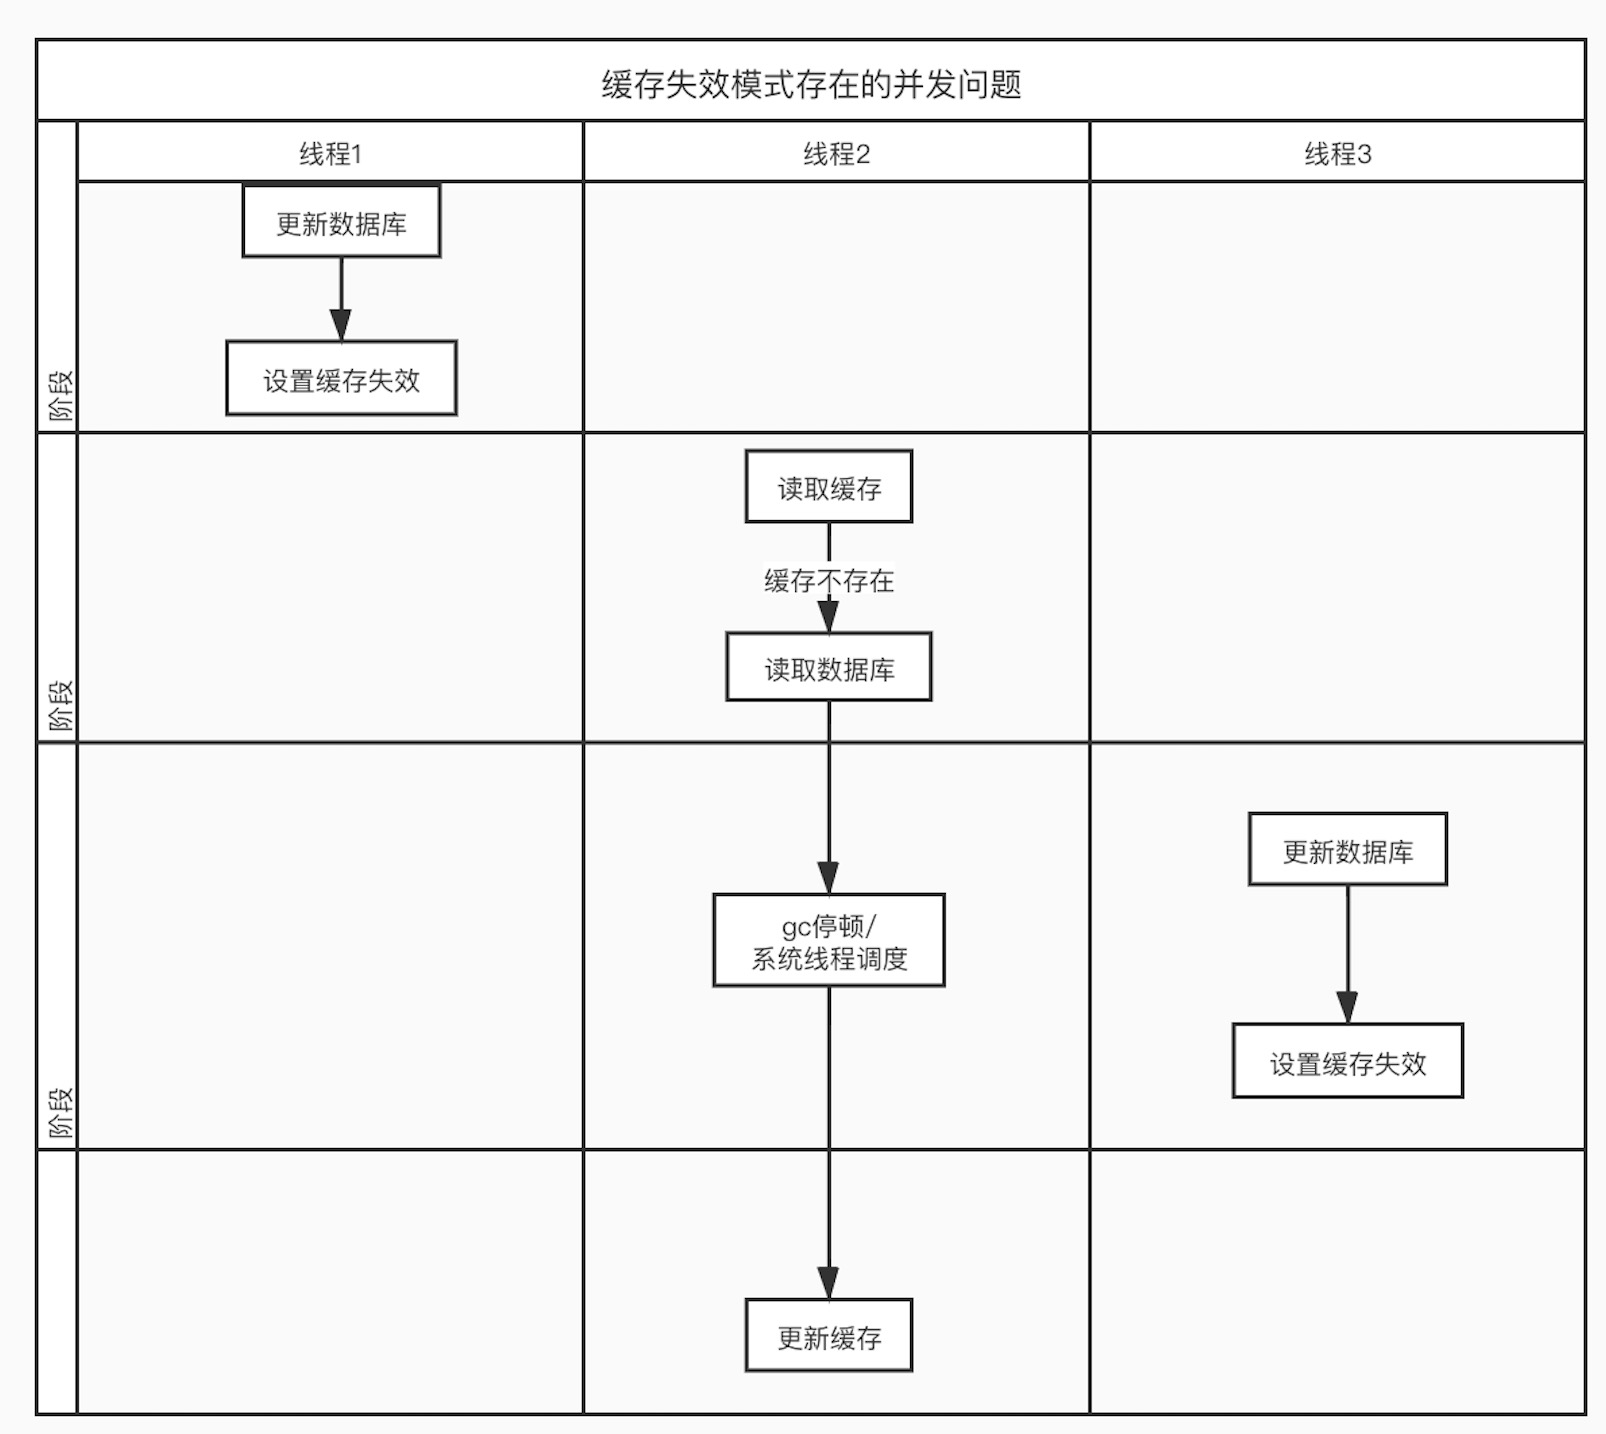 缓存失效模式存在的并发问题
线程1
线程2
线程3
更新数据库
设置缓存失效
阶段
读取缓存
缓存不存在
读取数据库
阶段
更新数据库
gc停顿/
系统线程调度
设置缓存失效
阶段
更新缓存